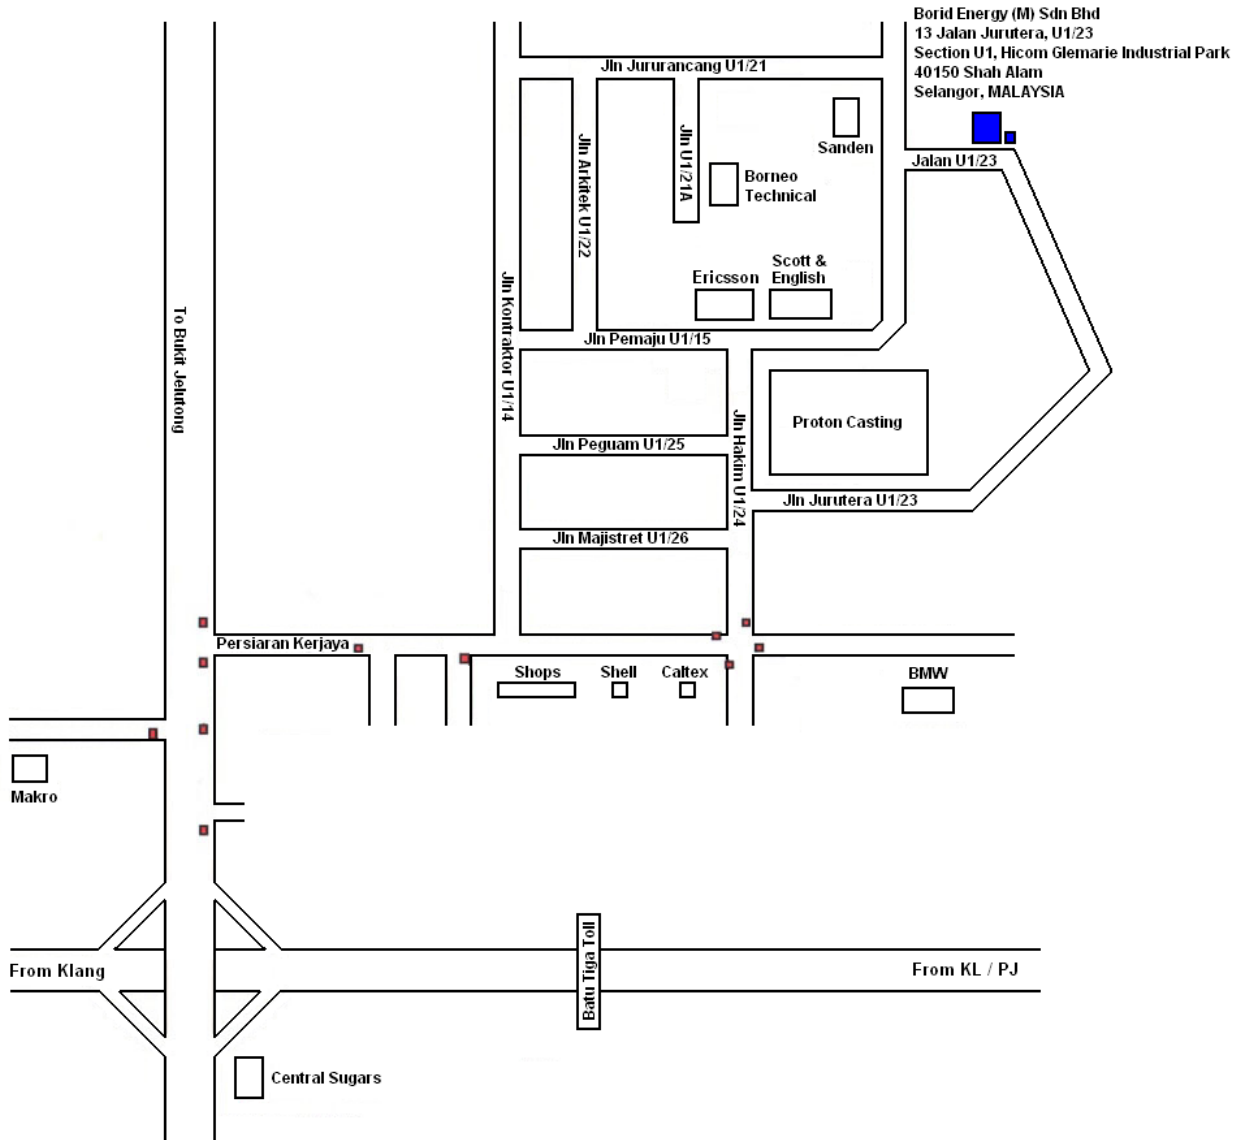 Borid Energy (M) Sdn Bhd
13 Jalan Jurutera, U1/23
Section U1, Hicom Glemarie Industrial Park
40150 Shah Alam
Selangor, MALAYSIA
Jln Jururancang U1/21
Sanden
Jalan U1/23
Jln Arkitek U1/22
Jln U1/21A
Borneo
Technical
Scott &
English
Ericsson
Jln Kontraktor U1/14
To Bukit Jelutong
Jln Pemaju U1/15
Jln Hakim U1/24
Proton Casting
Jln Peguam U1/25
Jln Jurutera U1/23
Jln Majistret U1/26
Persiaran Kerjaya
Shops
Shell
Caltex
BMW
Makro
Batu Tiga Toll
From Klang
From KL / PJ
Central Sugars